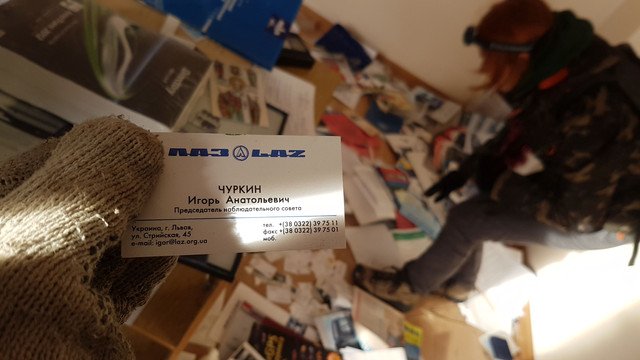 ЛАЗ LAZ
ЧУРКИН
Игорь Анатольевич
Председатель наблюдательного совета
Украина, г. Львов,
ул. Стрийская, 45
e-mail: igor@laz.org.ua
тел. +(38 0322) 39 75 11
факс +(38 0322) 39 75 01
моб.